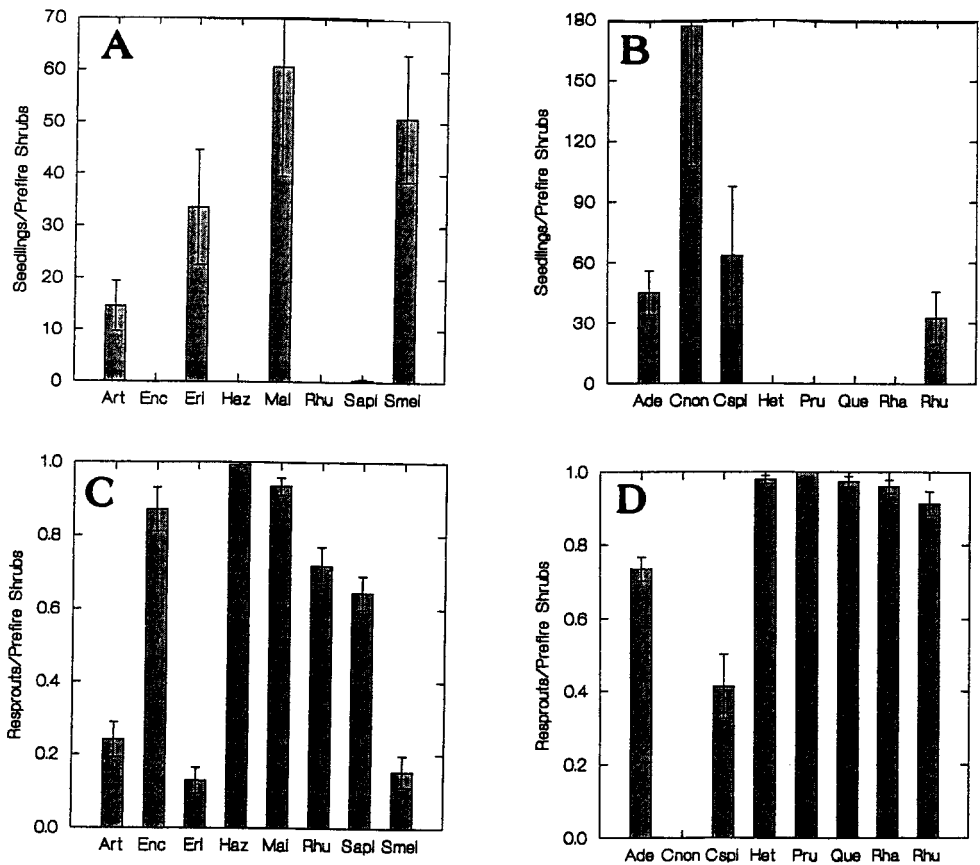 A
Seedlings/Prefire Shrubs
70
60
50
40
30
20
10
0
Art Enc Eri Haz Mal Rhu Sapi Smel
B
Seedlings/Prefire Shrubs
180
150
120
90
60
30
0
Ade Cnon Cspi Het Pru Que Rha Rhu
C
Resprouts/Prefire Shrubs
1.0
0.8
0.6
0.4
0.2
0.0
Art Enc Eri Haz Mal Rhu Sapi Smel
D
Resprouts/Prefire Shrubs
1.0
0.8
0.6
0.4
0.2
0.0
Ade Cnon Cspi Het Pru Que Rha Rhu